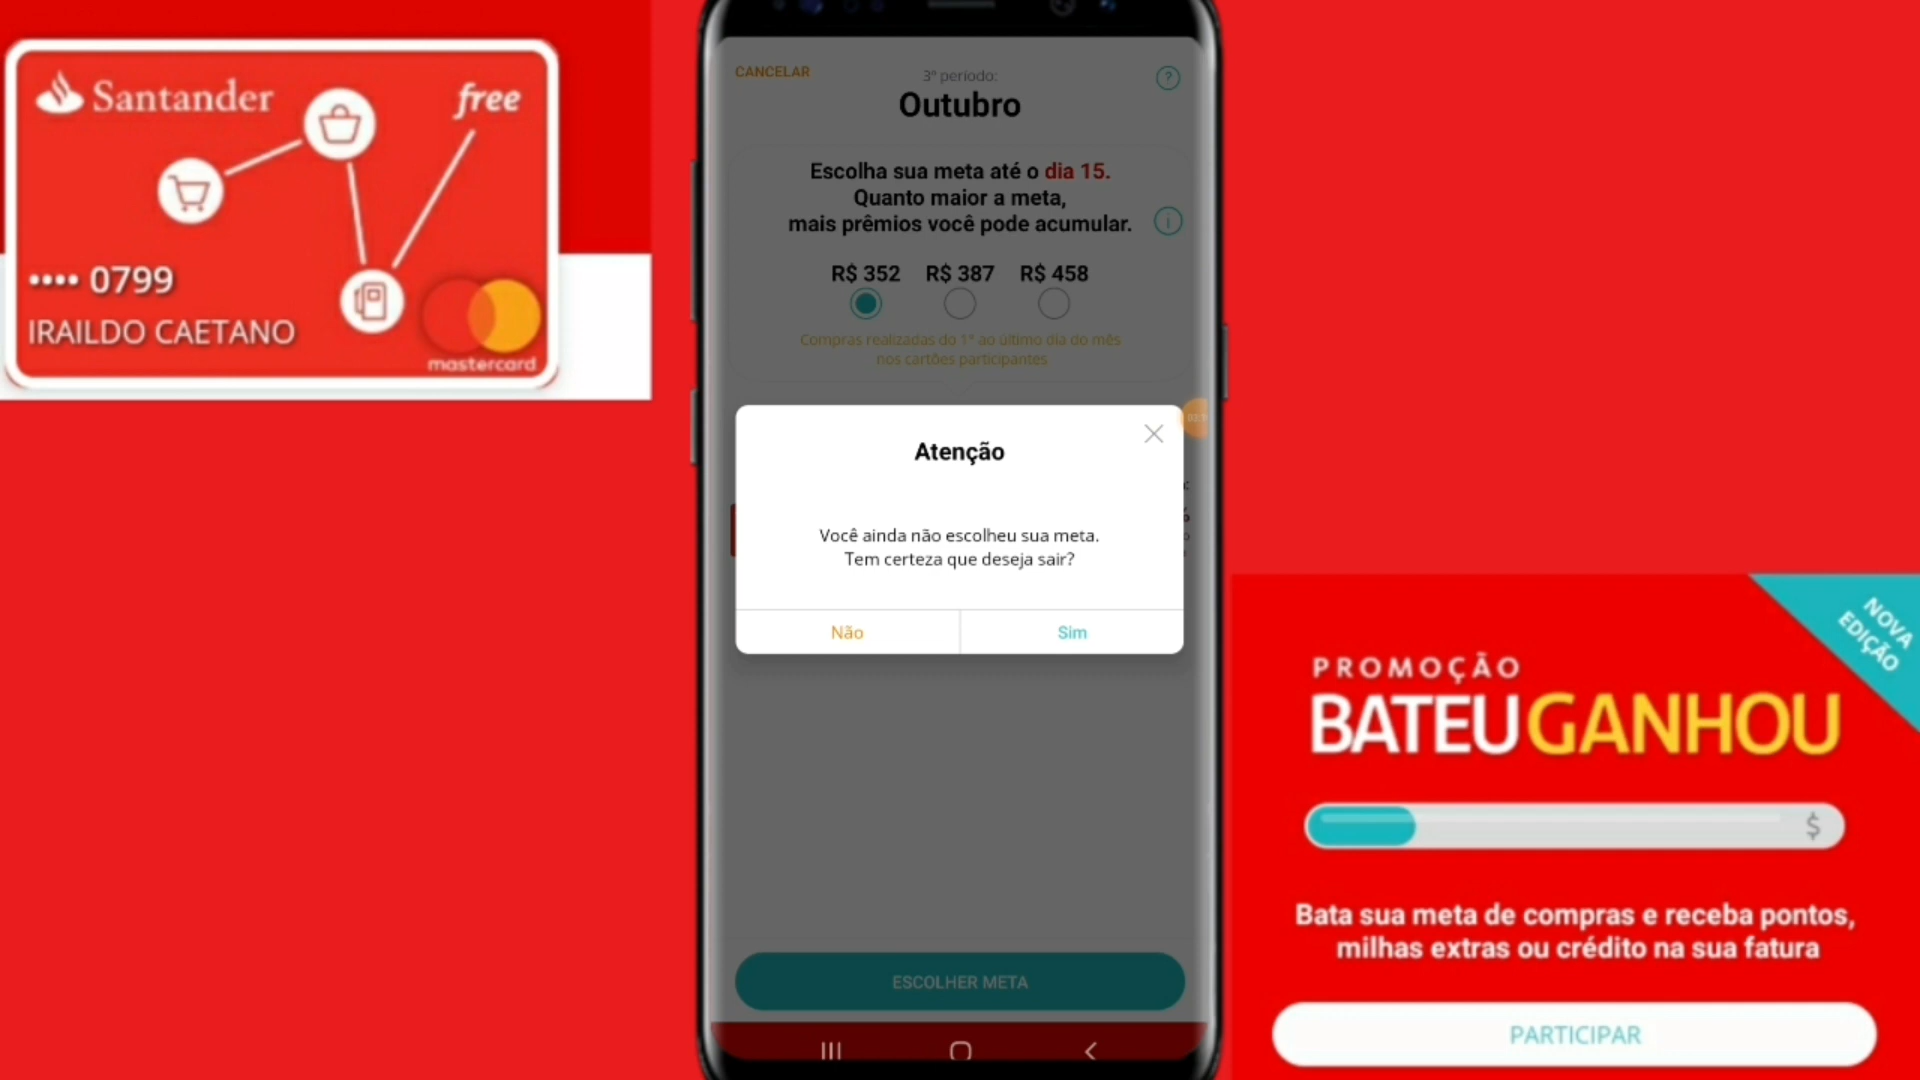 Santander
free
•••• 0799
IRAILDO CAETANO
mastercard
CANCELAR
3º período:
?
Outubro
Escolha sua meta até o dia 15.
Quanto maior a meta,
mais prêmios você pode acumular.
i
R$ 352 R$ 387 R$ 458
Compras realizadas do 1º ao último dia do mês
nos cartões participantes
Atenção
Você ainda não escolheu sua meta.
Tem certeza que deseja sair?
Não Sim
ESCOLHER META
NOVA
EDIÇÃO
PROMOÇÃO
BATEU GANHOU
$
Bata sua meta de compras e receba pontos,
milhas extras ou crédito na sua fatura
PARTICIPAR